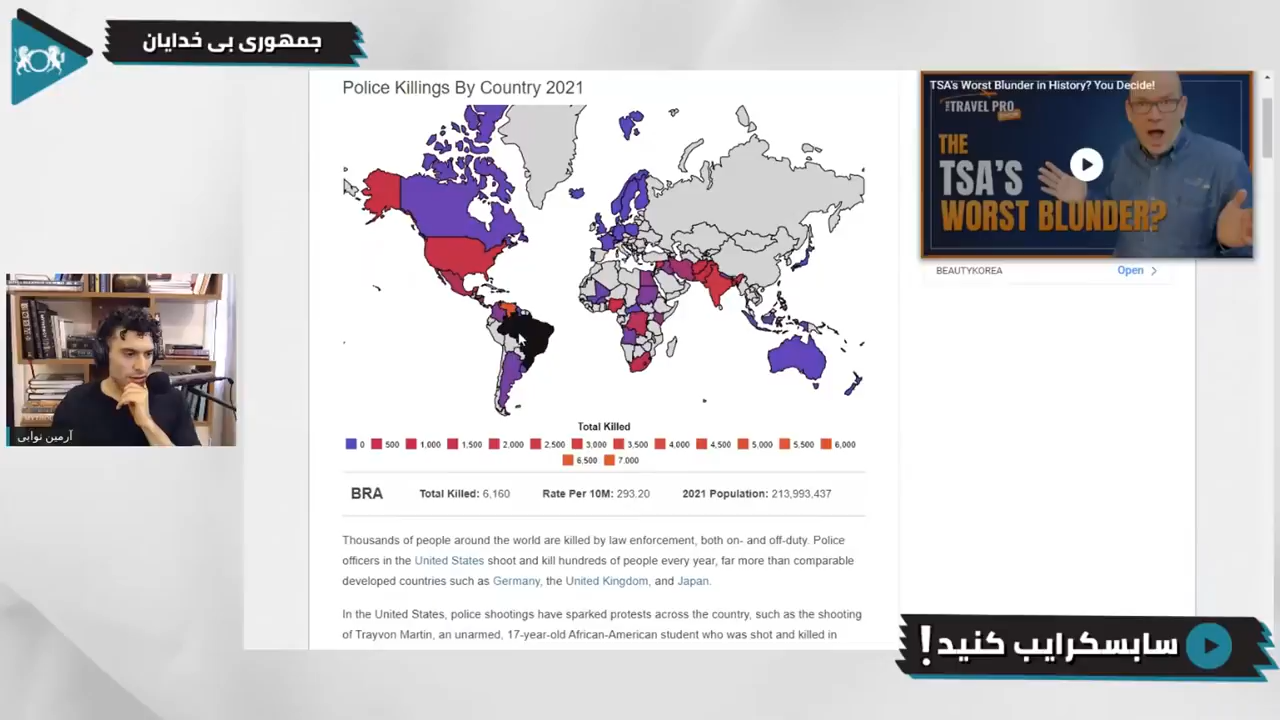 جمهوری بی خدایان
Police Killings By Country 2021
TSA's Worst Blunder in History? You Decide!
TRAVEL PRO
THE
TSA'S
WORST BLUNDER?
BEAUTYKOREA
Open
آرمین نوابی
Total Killed
0 500 1,000 1,500 2,000 2,500 3,000 3,500 4,000 4,500 5,000 5,500 6,000
6,500 7,000
BRA Total Killed: 6,160 Rate Per 10M: 293.20 2021 Population: 213,993,437
Thousands of people around the world are killed by law enforcement, both on- and off-duty. Police
officers in the United States shoot and kill hundreds of people every year, far more than comparable
developed countries such as Germany, the United Kingdom, and Japan.
In the United States, police shootings have sparked protests across the country, such as the shooting
of Trayvon Martin, an unarmed, 17-year-old African-American student who was shot and killed in
سابسکرایب کنید!